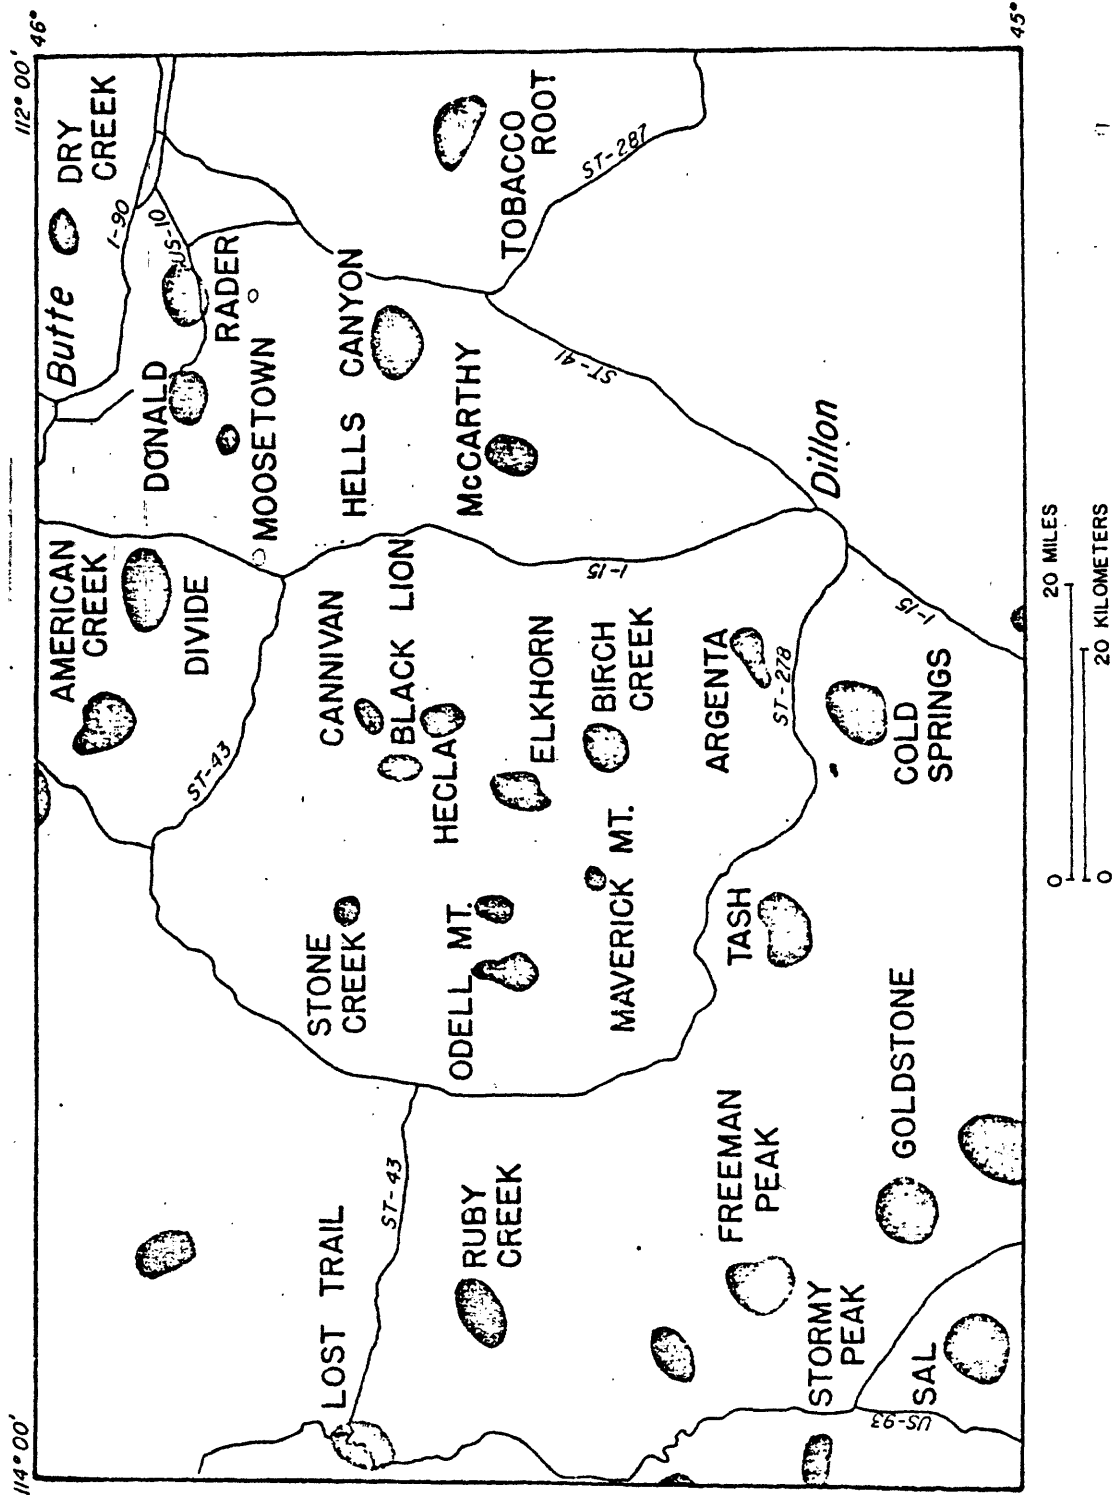 114° 00'
112° 00'
46°
45°
AMERICAN
CREEK
DIVIDE
Butte
DRY
CREEK
I-90
US-10
DONALD
RADER
MOOSETOWN
ST-43
LOST TRAIL
ST-43
STONE
CREEK
CANNIVAN
BLACK LION
HECLA
HELLS CANYON
McCARTHY
TOBACCO
ROOT
ST-287
ST-41
RUBY
CREEK
ODELL MT.
ELKHORN
BIRCH
CREEK
I-15
MAVERICK MT.
FREEMAN
PEAK
TASH
ARGENTA
ST-278
Dillon
STORMY
PEAK
GOLDSTONE
COLD
SPRINGS
I-15
SAL
US-93
0 20 MILES
0 20 KILOMETERS